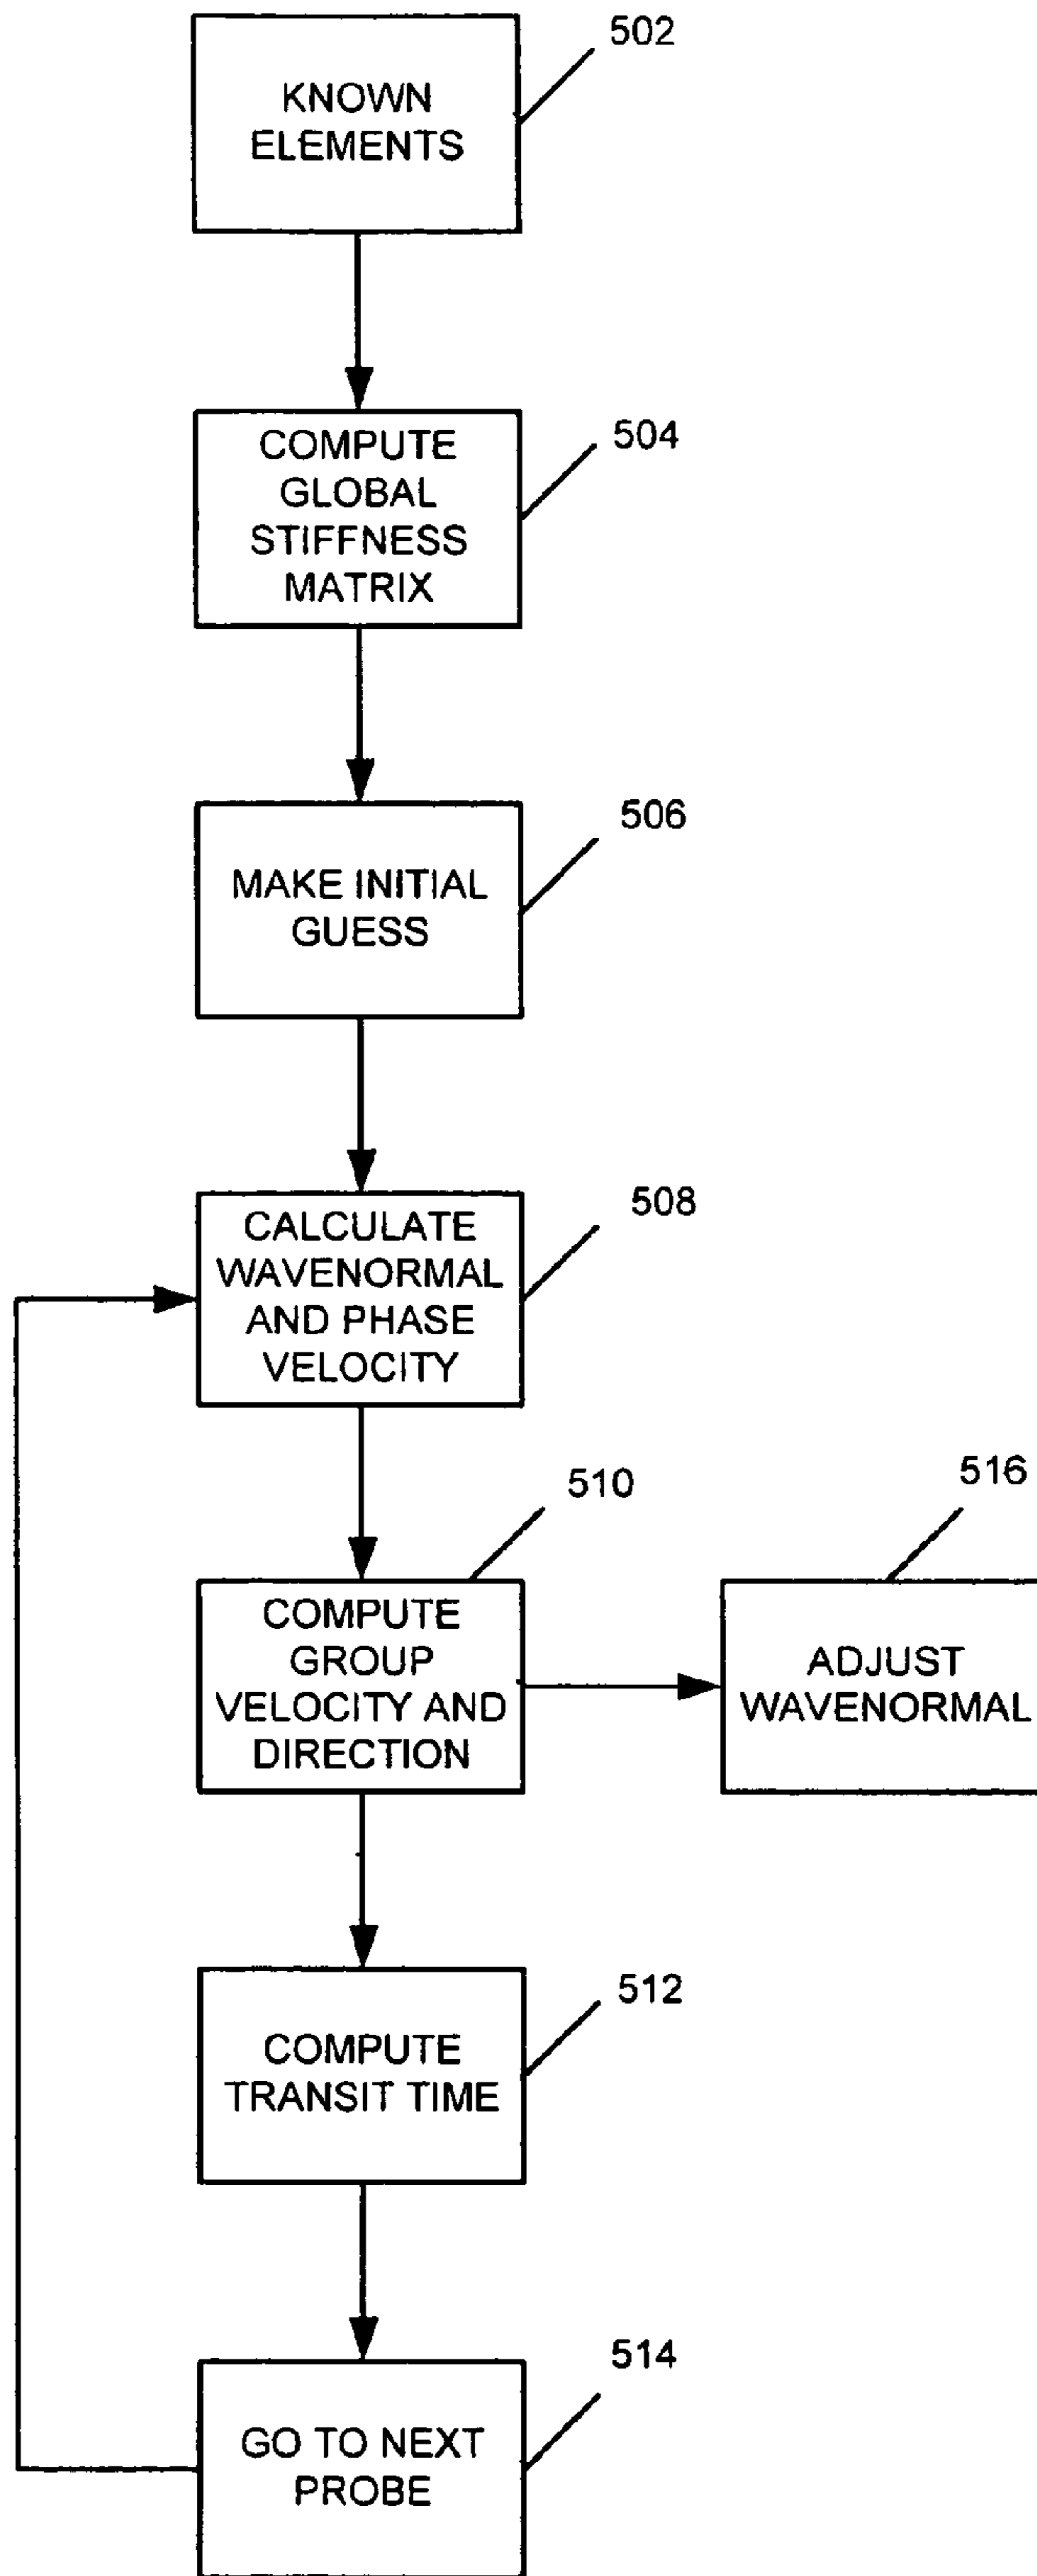 502
KNOWN
ELEMENTS
504
COMPUTE
GLOBAL
STIFFNESS
MATRIX
506
MAKE INITIAL
GUESS
508
CALCULATE
WAVENORMAL
AND PHASE
VELOCITY
510
516
COMPUTE
GROUP
VELOCITY AND
DIRECTION
ADJUST
WAVENORMAL
512
COMPUTE
TRANSIT TIME
514
GO TO NEXT
PROBE